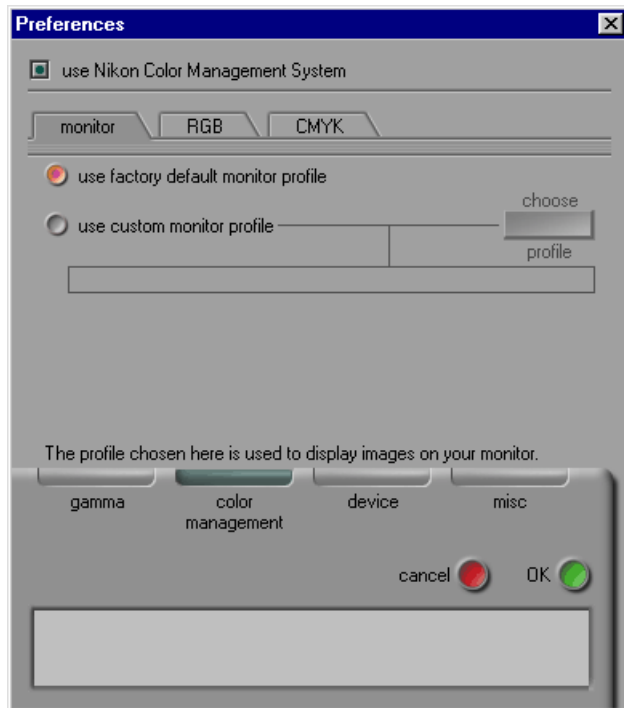 Preferences
use Nikon Color Management System
monitor RGB CMYK
use factory default monitor profile
choose
use custom monitor profile
profile
The profile chosen here is used to display images on your monitor.
gamma color management device misc
cancel OK